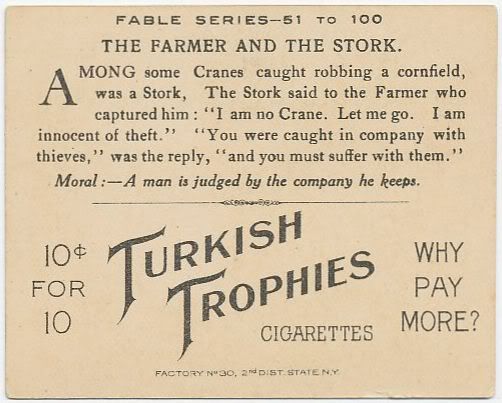 FABLE SERIES—51 TO 100
THE FARMER AND THE STORK.
AMONG some Cranes caught robbing a cornfield,
was a Stork, The Stork said to the Farmer who
captured him: "I am no Crane. Let me go. I am
innocent of theft." "You were caught in company with
thieves," was the reply, "and you must suffer with them."
Moral:—A man is judged by the company he keeps.
10¢
FOR
10
TURKISH
TROPHIES
CIGARETTES
WHY
PAY
MORE?
FACTORY Nº 30, 2nd DIST. STATE N.Y.